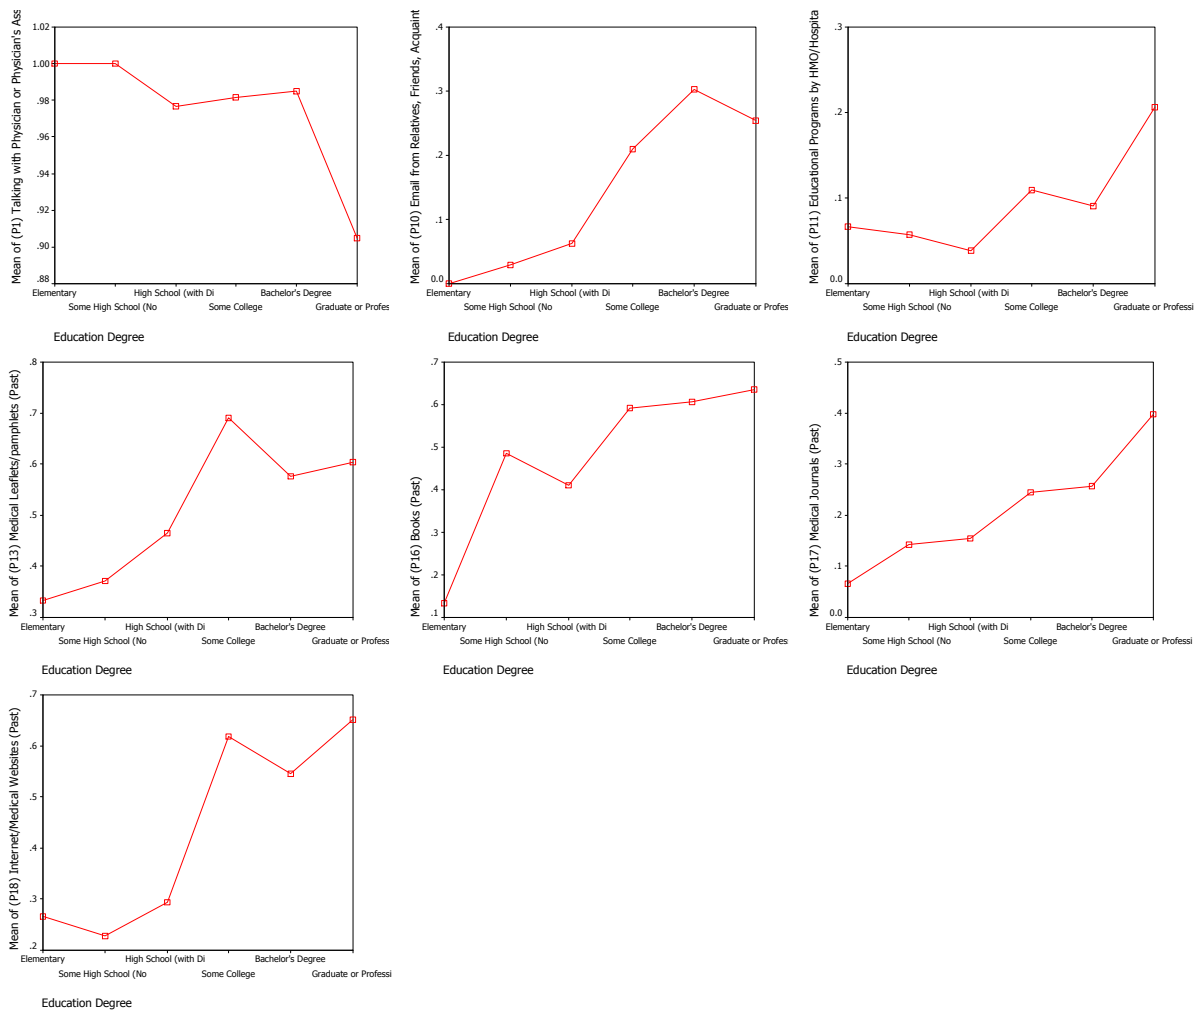 Mean of (P1) Talking with Physician or Physician's Ass
1.02
1.00
.98
.96
.94
.92
.90
.88
Elementary
High School (with Di
Bachelor's Degree
Some High School (No
Some College
Graduate or Profes
Education Degree
Mean of (P10) Email from Relatives, Friends, Acquaint
.4
.3
.2
.1
0.0
Elementary
High School (with Di
Bachelor's Degree
Some High School (No
Some College
Graduate or Profes
Education Degree
Mean of (P11) Educational Programs by HMO/Hospita
.3
.2
.1
0.0
Elementary
High School (with Di
Bachelor's Degree
Some High School (No
Some College
Graduate or Professi
Education Degree
Mean of (P13) Medical Leaflets/pamphlets (Past)
.8
.7
.6
.5
.4
.3
Elementary
High School (with Di
Bachelor's Degree
Some High School (No
Some College
Graduate or Professi
Education Degree
Mean of (P16) Books (Past)
.7
.6
.5
.4
.3
.2
.1
Elementary
High School (with Di
Bachelor's Degree
Some High School (No
Some College
Graduate or Profes
Education Degree
Mean of (P17) Medical Journals (Past)
.5
.4
.3
.2
.1
0.0
Elementary
High School (with Di
Bachelor's Degree
Some High School (No
Some College
Graduate or Professi
Education Degree
Mean of (P18) Internet/Medical Websites (Past)
.7
.6
.5
.4
.3
.2
Elementary
High School (with Di
Bachelor's Degree
Some High School (No
Some College
Graduate or Professi
Education Degree